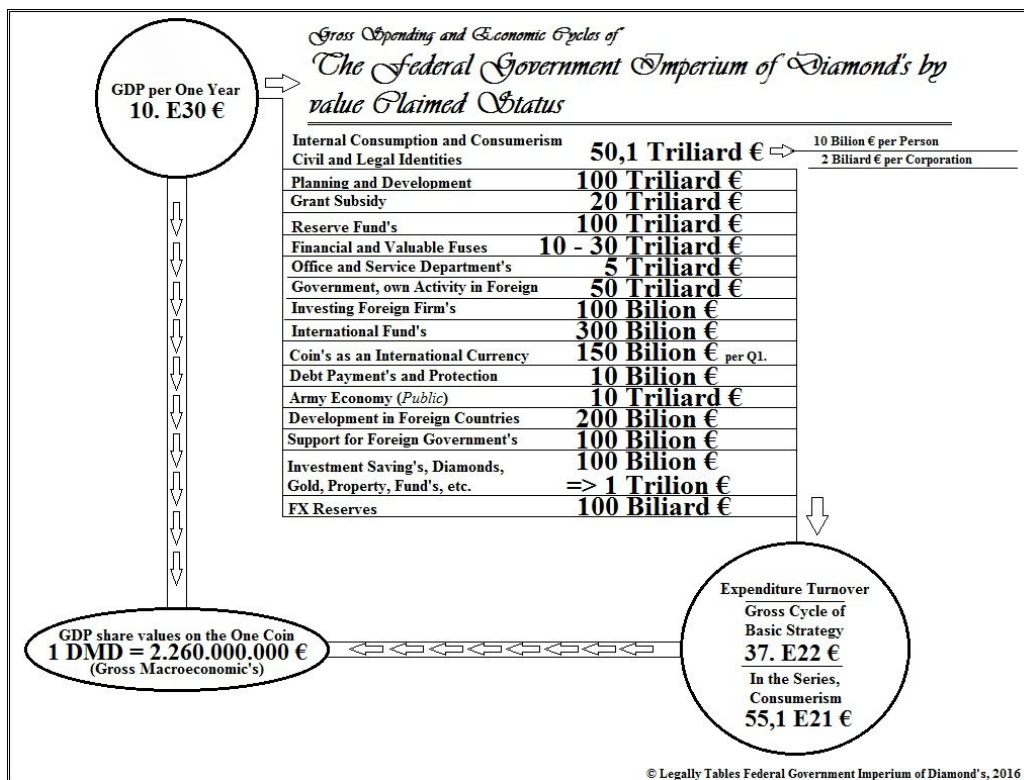 Gross Spending and Economic Cycles of
The Federal Government Imperium of Diamond's by
value Claimed Status
GDP per One Year
10. E30 €
Internal Consumption and Consumerism
Civil and Legal Identities
50,1 Triliard €
10 Bilion € per Person
2 Biliard € per Corporation
Planning and Development 100 Triliard €
Grant Subsidy 20 Triliard €
Reserve Fund's 100 Triliard €
Financial and Valuable Fuses 10 - 30 Triliard €
Office and Service Department's 5 Triliard €
Government, own Activity in Foreign 50 Triliard €
Investing Foreign Firm's 100 Bilion €
International Fund's 300 Bilion €
Coin's as an International Currency 150 Bilion € per Q1.
Debt Payment's and Protection 10 Bilion €
Army Economy (Public) 10 Triliard €
Development in Foreign Countries 200 Bilion €
Support for Foreign Government's 100 Bilion €
Investment Saving's, Diamonds, 100 Bilion €
Gold, Property, Fund's, etc. => 1 Trilion €
FX Reserves 100 Biliard €
Expenditure Turnover
Gross Cycle of
Basic Strategy
37. E22 €
In the Series,
Consumerism
55,1 E21 €
GDP share values on the One Coin
1 DMD = 2.260.000.000 €
(Gross Macroeconomic's)
© Legally Tables Federal Government Imperium of Diamond's, 2016